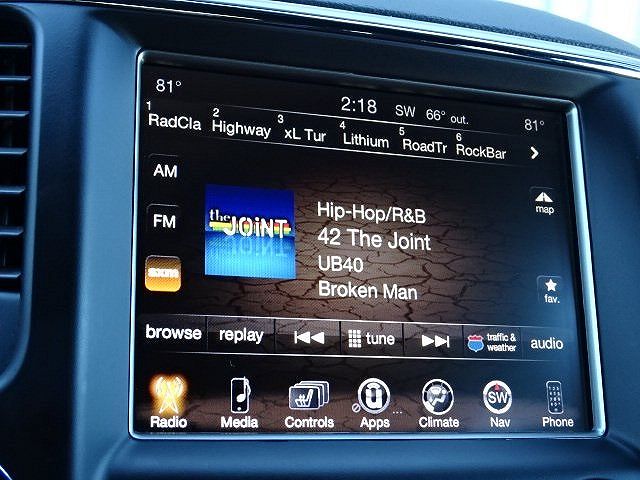 81°
2:18 SW 66° out.
81°
1 RadCla 2 Highway 3 xL Tur 4 Lithium 5 RoadTr 6 RockBar
AM
FM
sxm
the JOINT
Hip-Hop/R&B
42 The Joint
UB40
Broken Man
map
fav.
browse replay tune traffic & weather audio
SW
Radio Media Controls Apps Climate Nav Phone